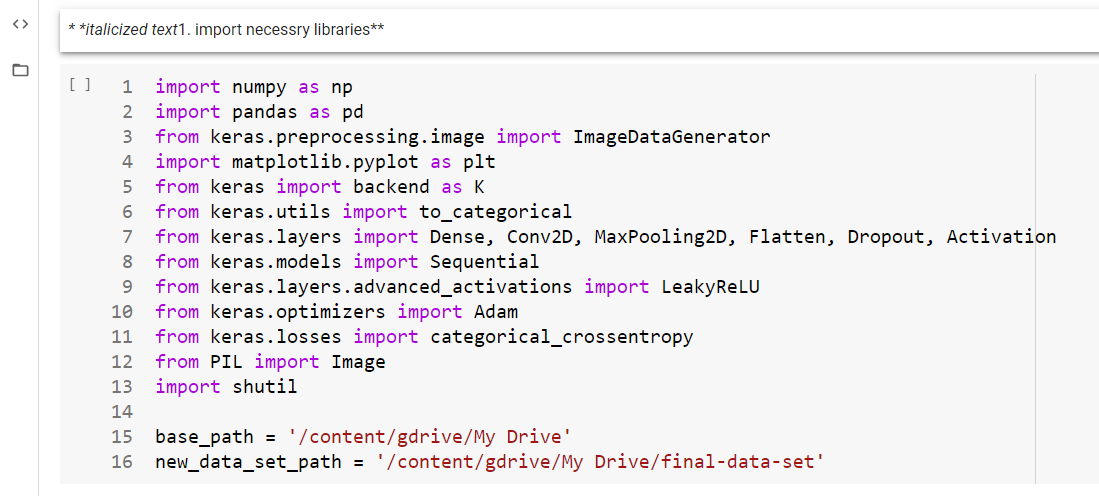 * *italicized text1. import necessry libraries**
[ ]
1 import numpy as np
2 import pandas as pd
3 from keras.preprocessing.image import ImageDataGenerator
4 import matplotlib.pyplot as plt
5 from keras import backend as K
6 from keras.utils import to_categorical
7 from keras.layers import Dense, Conv2D, MaxPooling2D, Flatten, Dropout, Activation
8 from keras.models import Sequential
9 from keras.layers.advanced_activations import LeakyReLU
10 from keras.optimizers import Adam
11 from keras.losses import categorical_crossentropy
12 from PIL import Image
13 import shutil
14
15 base_path = '/content/gdrive/My Drive'
16 new_data_set_path = '/content/gdrive/My Drive/final-data-set'